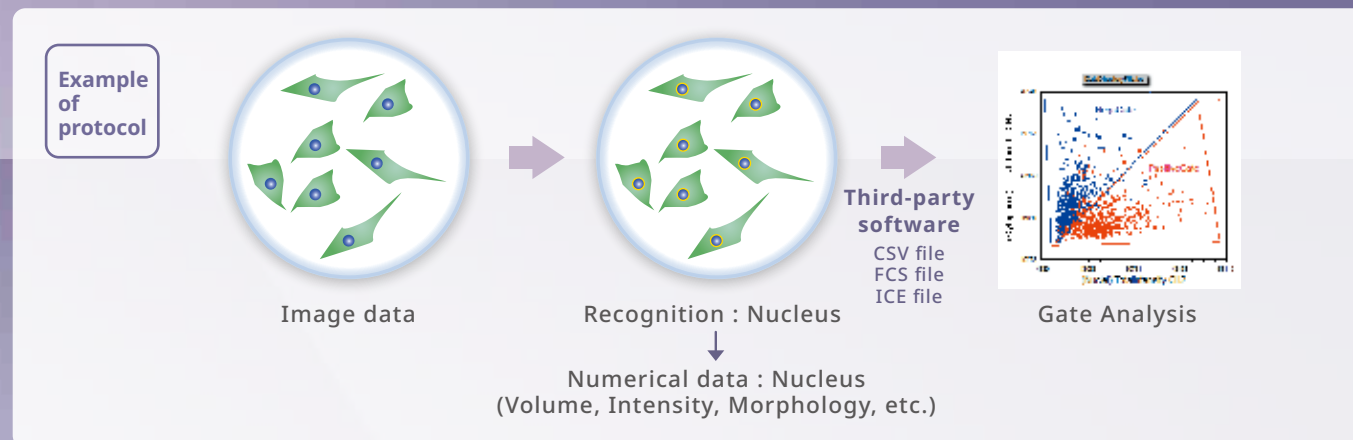 Example
of
protocol
Image data
Recognition : Nucleus
Numerical data : Nucleus
(Volume, Intensity, Morphology, etc.)
Third-party
software
CSV file
FCS file
ICE file
Gate Analysis